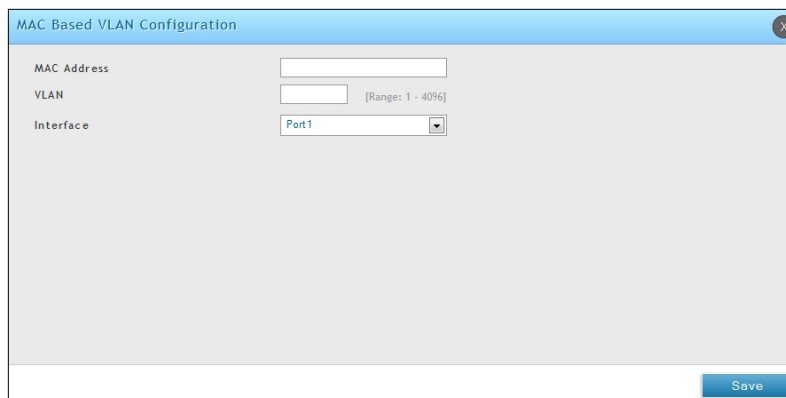 MAC Based VLAN Configuration
X
MAC Address
VLAN [Range: 1 - 4096]
Interface Port1
Save